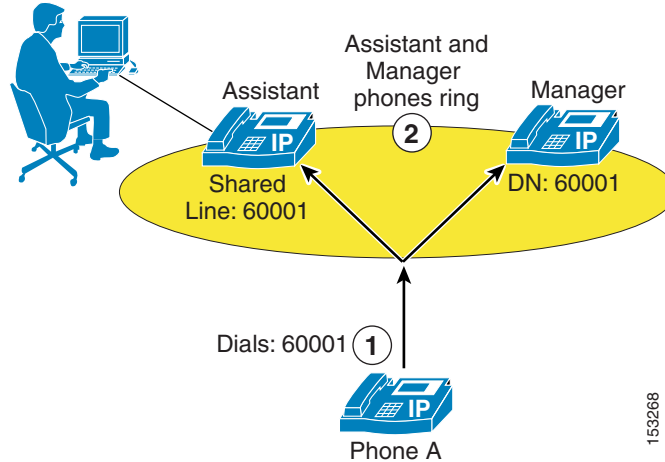 Assistant and
Manager
phones ring
2
Assistant
IP
Shared
Line: 60001
Manager
IP
DN: 60001
Dials: 60001
1
IP
Phone A
153268